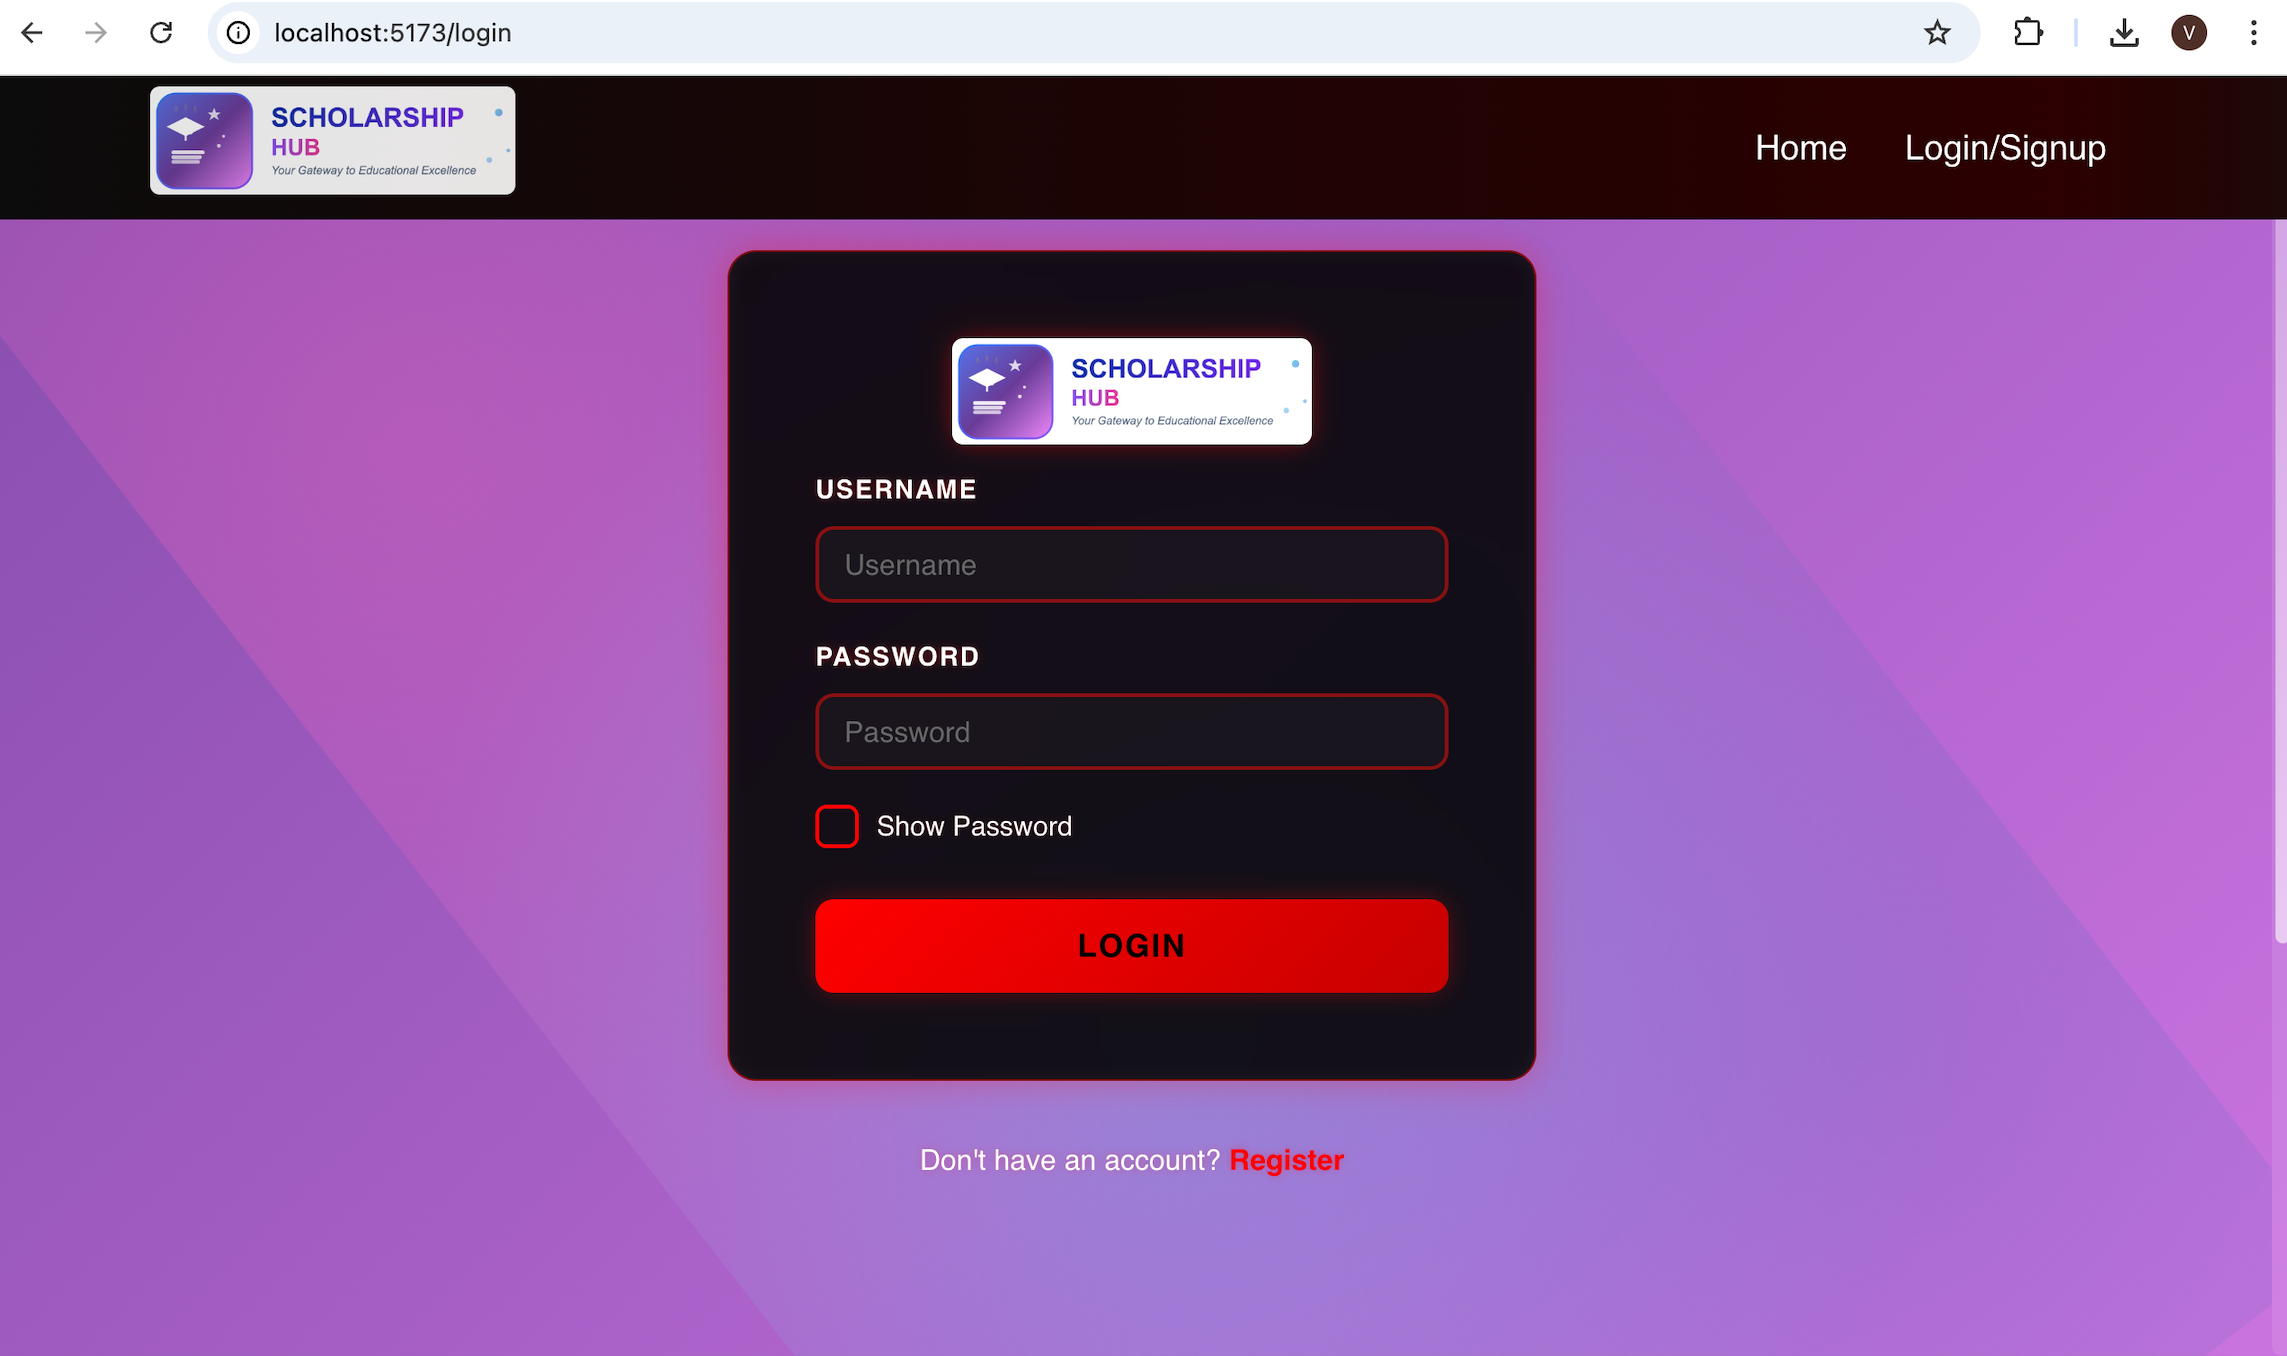 localhost:5173/login
V
SCHOLARSHIP
HUB
Your Gateway to Educational Excellence
Home
Login/Signup
SCHOLARSHIP
HUB
Your Gateway to Educational Excellence
USERNAME
Username
PASSWORD
Password
Show Password
LOGIN
Don't have an account? Register